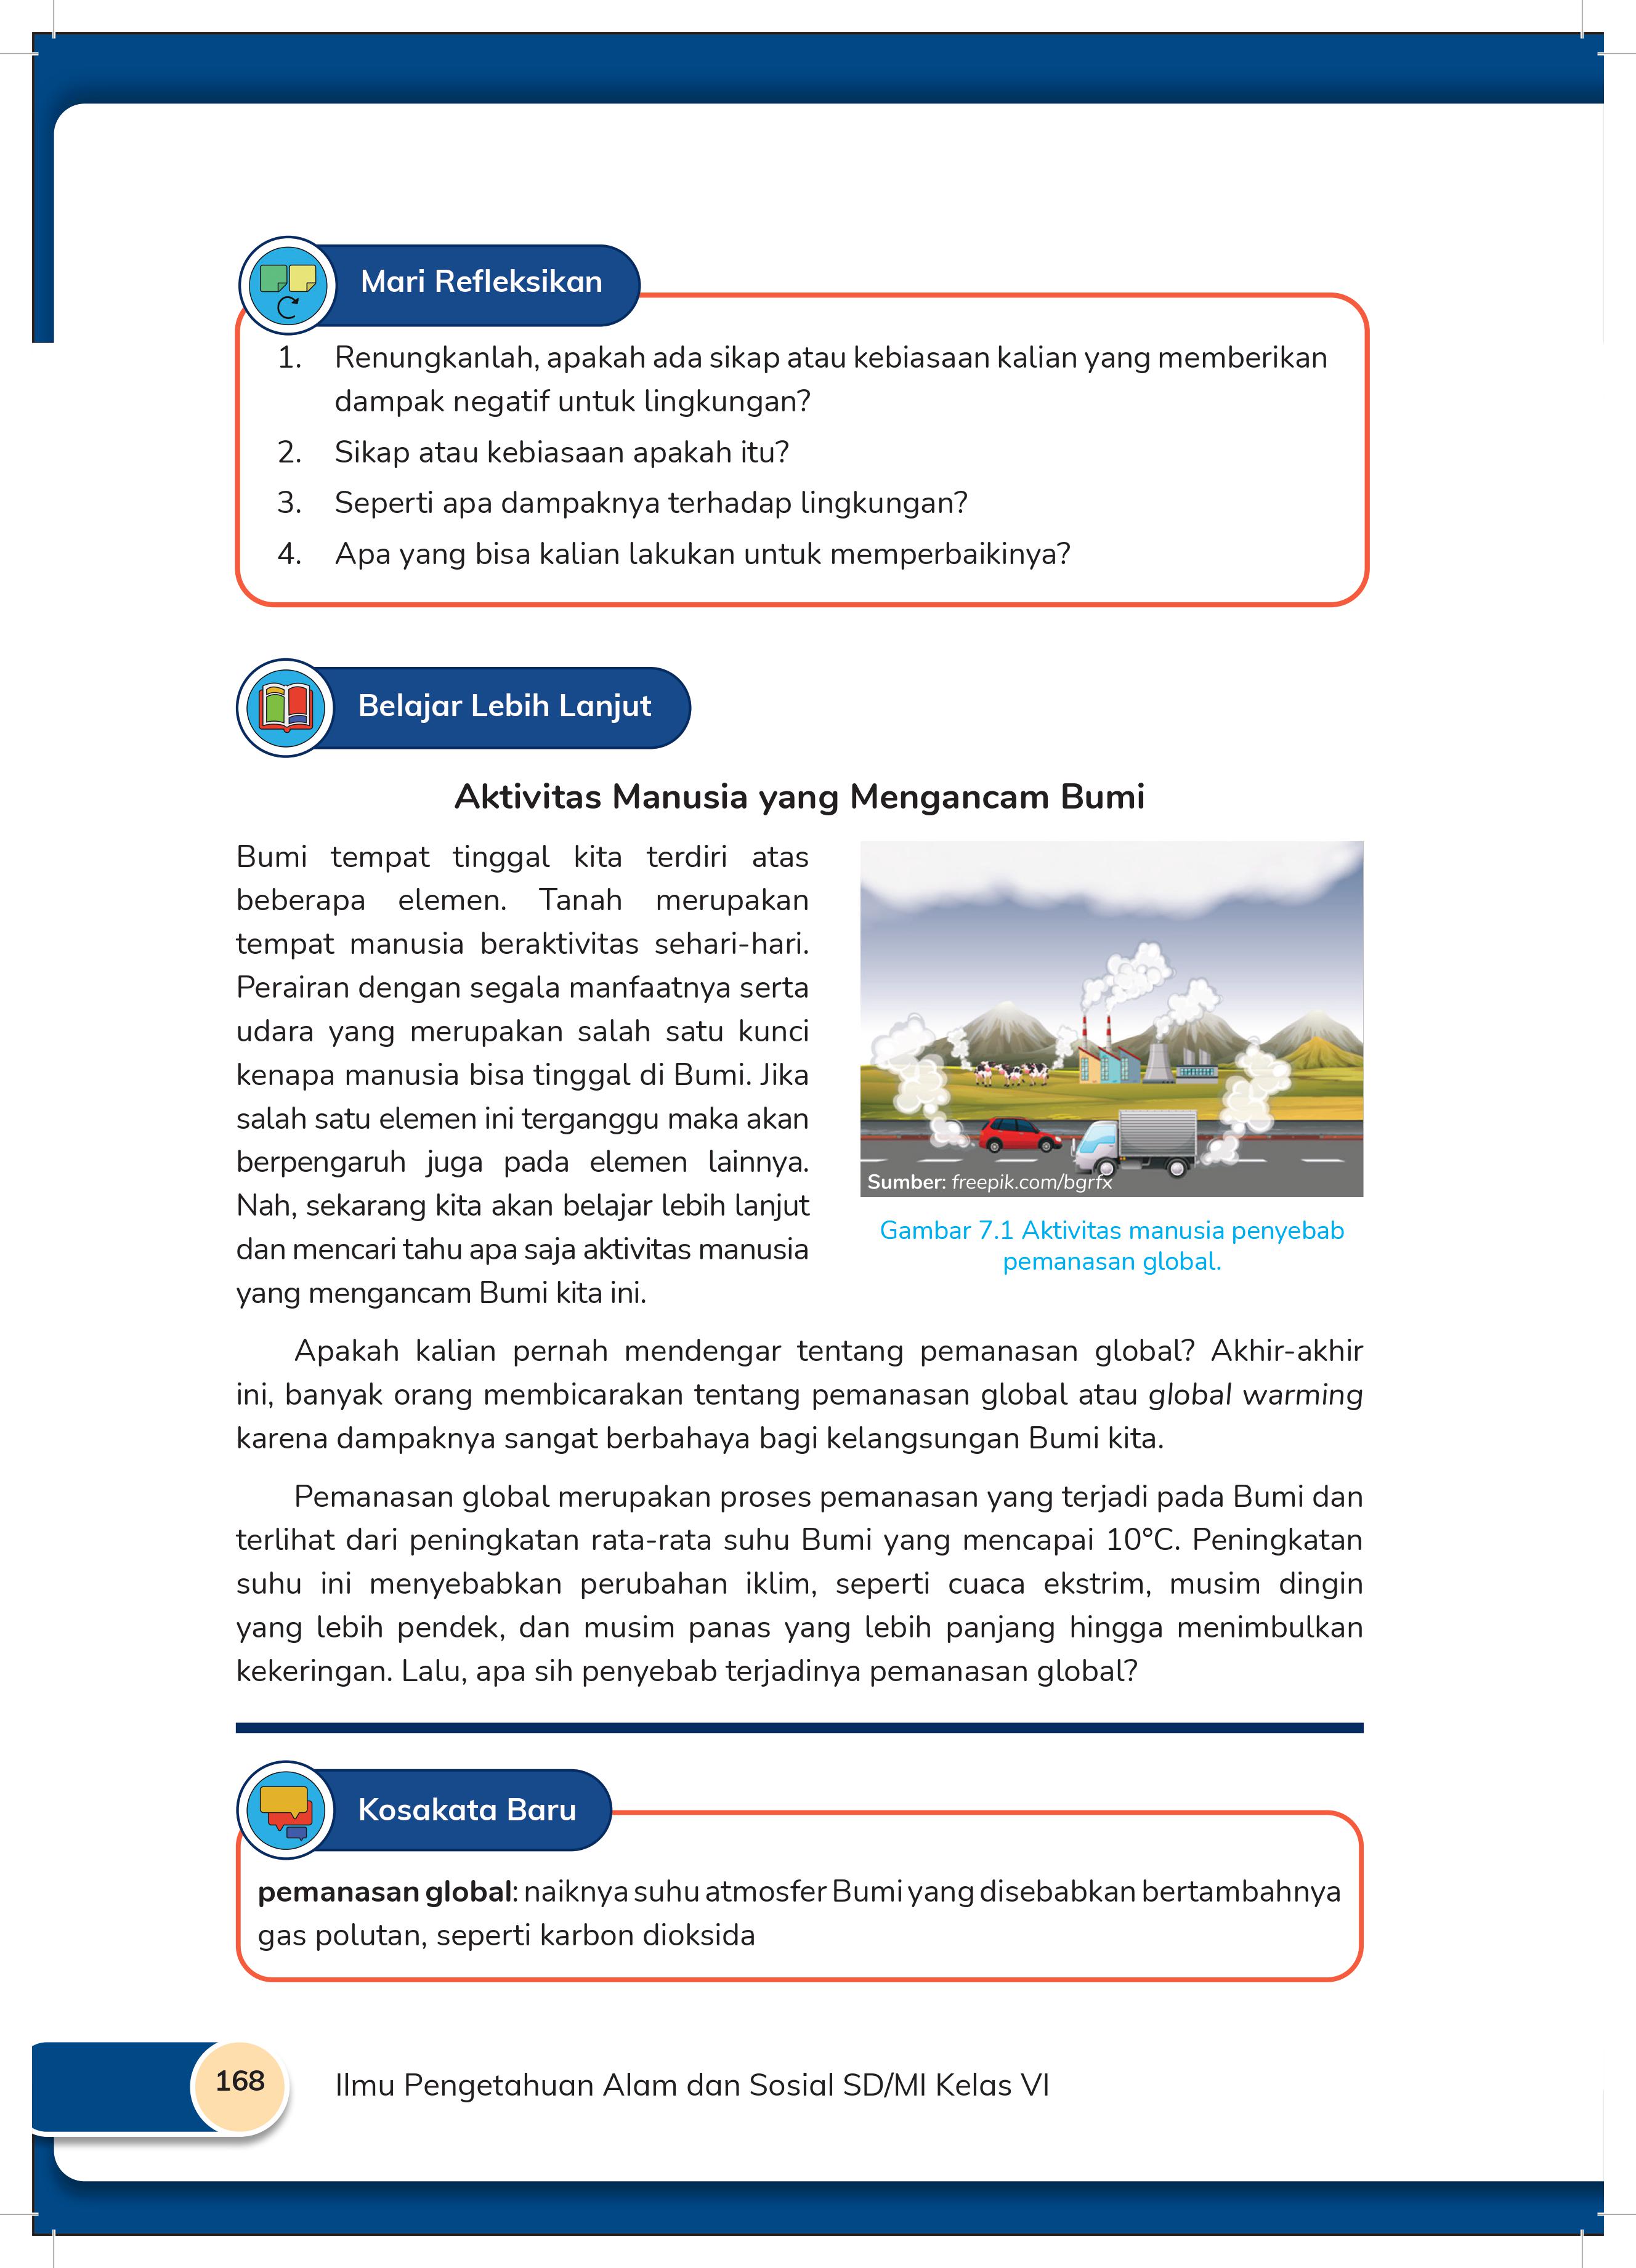 Mari Refleksikan
1. Renungkanlah, apakah ada sikap atau kebiasaan kalian yang memberikan
dampak negatif untuk lingkungan?
2. Sikap atau kebiasaan apakah itu?
3. Seperti apa dampaknya terhadap lingkungan?
4. Apa yang bisa kalian lakukan untuk memperbaikinya?
Belajar Lebih Lanjut
Aktivitas Manusia yang Mengancam Bumi
Bumi tempat tinggal kita terdiri atas
beberapa elemen. Tanah merupakan
tempat manusia beraktivitas sehari-hari.
Perairan dengan segala manfaatnya serta
udara yang merupakan salah satu kunci
kenapa manusia bisa tinggal di Bumi. Jika
salah satu elemen ini terganggu maka akan
berpengaruh juga pada elemen lainnya.
Nah, sekarang kita akan belajar lebih lanjut
dan mencari tahu apa saja aktivitas manusia
yang mengancam Bumi kita ini.
Sumber: freepik.com/bgrfx
Gambar 7.1 Aktivitas manusia penyebab
pemanasan global.
Apakah kalian pernah mendengar tentang pemanasan global? Akhir-akhir
ini, banyak orang membicarakan tentang pemanasan global atau global warming
karena dampaknya sangat berbahaya bagi kelangsungan Bumi kita.
Pemanasan global merupakan proses pemanasan yang terjadi pada Bumi dan
terlihat dari peningkatan rata-rata suhu Bumi yang mencapai 10°C. Peningkatan
suhu ini menyebabkan perubahan iklim, seperti cuaca ekstrim, musim dingin
yang lebih pendek, dan musim panas yang lebih panjang hingga menimbulkan
kekeringan. Lalu, apa sih penyebab terjadinya pemanasan global?
Kosakata Baru
pemanasan global: naiknya suhu atmosfer Bumi yang disebabkan bertambahnya
gas polutan, seperti karbon dioksida
168
Ilmu Pengetahuan Alam dan Sosial SD/MI Kelas VI